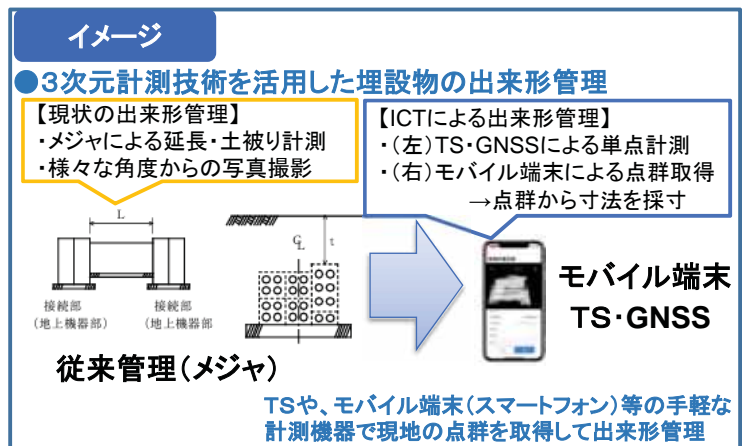 イメージ
●３次元計測技術を活用した埋設物の出来形管理
【現状の出来形管理】
・メジャによる延長・土被り計測
・様々な角度からの写真撮影
【ICTによる出来形管理】
・(左)TS・GNSSによる単点計測
・(右)モバイル端末による点群取得
→点群から寸法を採寸
L
℄
t
接続部
(地上機器部)
接続部
(地上機器部
従来管理(メジャ)
モバイル端末
TS・GNSS
TSや、モバイル端末(スマートフォン)等の手軽な
計測機器で現地の点群を取得して出来形管理